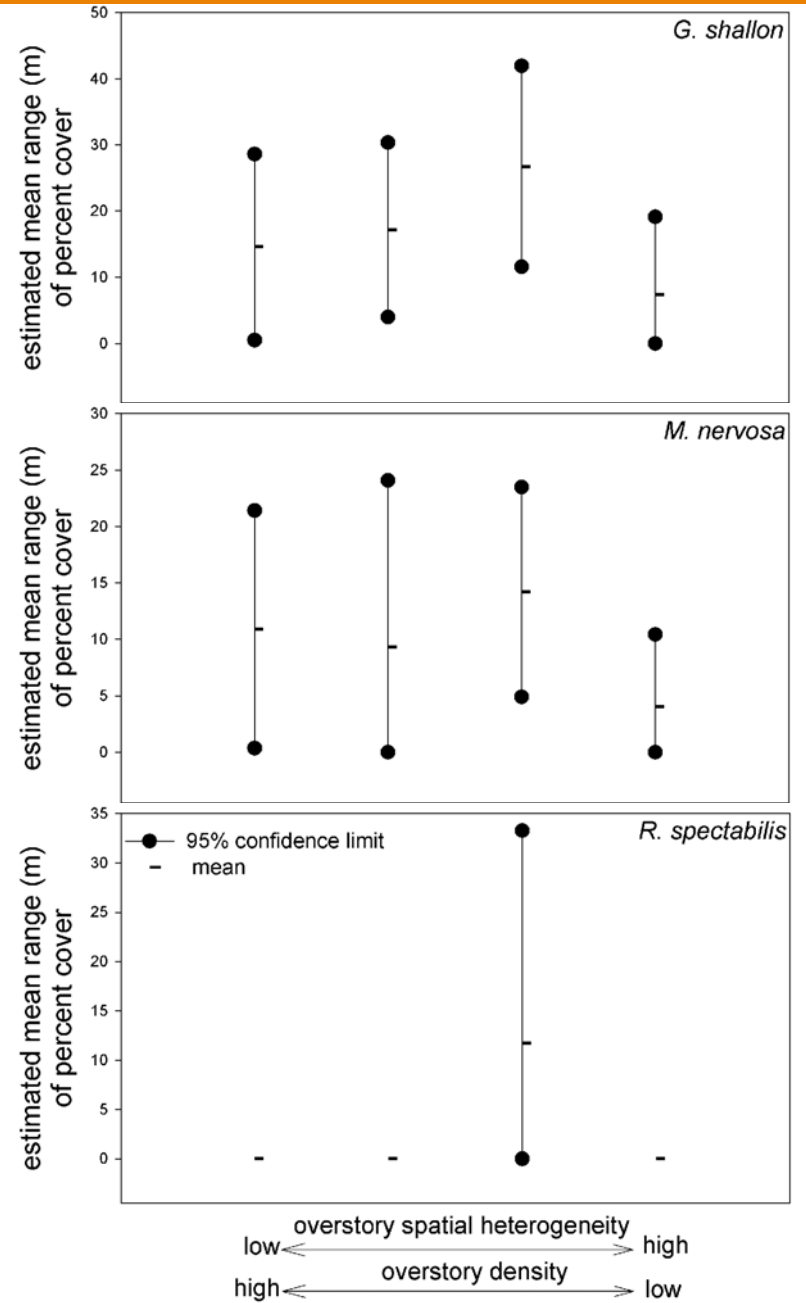 G. shallon
50
40
30
20
10
0
estimated mean range (m)
of percent cover
M. nervosa
30
25
20
15
10
5
0
estimated mean range (m)
of percent cover
R. spectabilis
35
30
25
20
15
10
5
0
estimated mean range (m)
of percent cover
95% confidence limit
mean
overstory spatial heterogeneity
low high
overstory density
high low